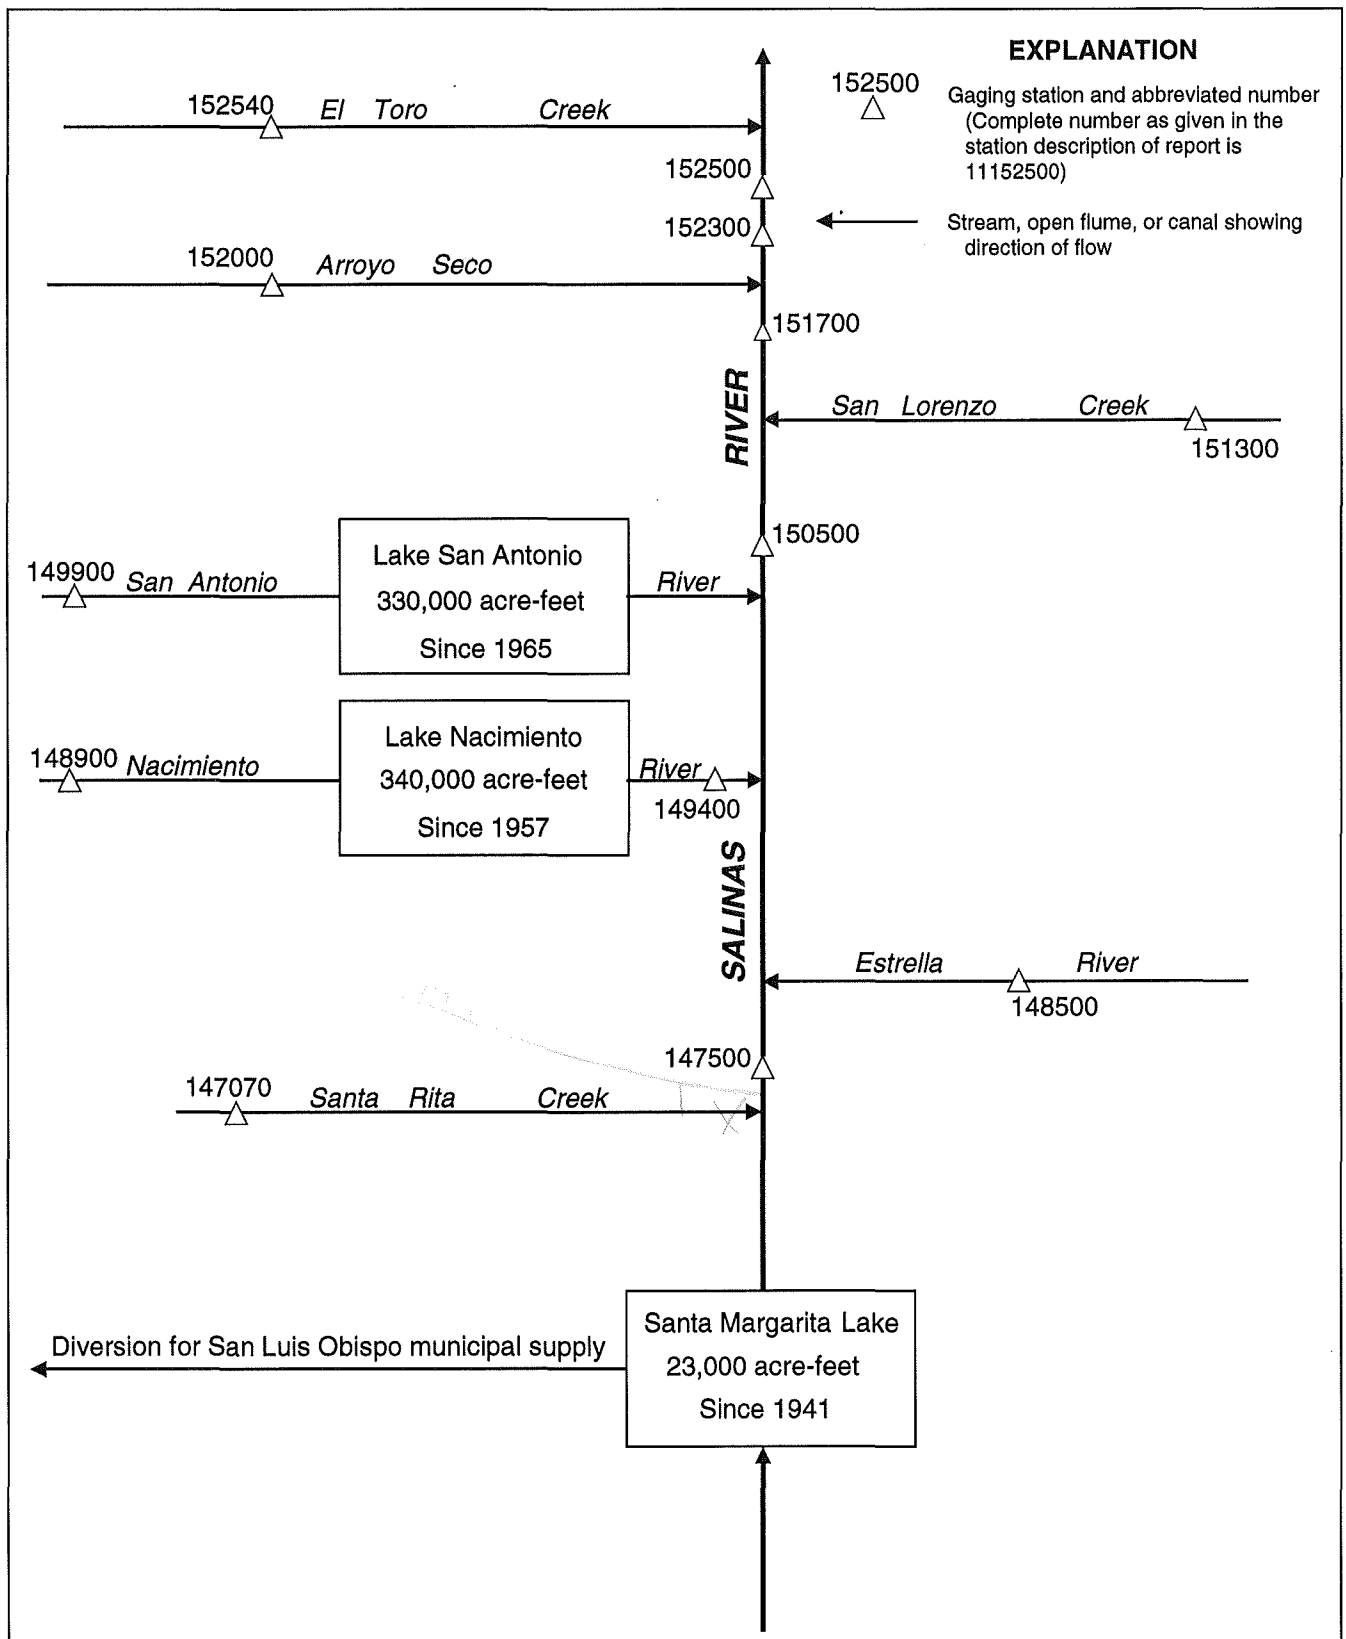 EXPLANATION
152500
Gaging station and abbreviated number
(Complete number as given in the
station description of report is
11152500)
Stream, open flume, or canal showing
direction of flow
152540 El Toro Creek
152500
152300
152000 Arroyo Seco
151700
RIVER
San Lorenzo Creek
151300
150500
Lake San Antonio
330,000 acre-feet
Since 1965
149900 San Antonio River
Lake Nacimiento
340,000 acre-feet
Since 1957
148900 Nacimiento River
149400
SALINAS
Estrella River
148500
147500
147070 Santa Rita Creek
Santa Margarita Lake
23,000 acre-feet
Since 1941
Diversion for San Luis Obispo municipal supply